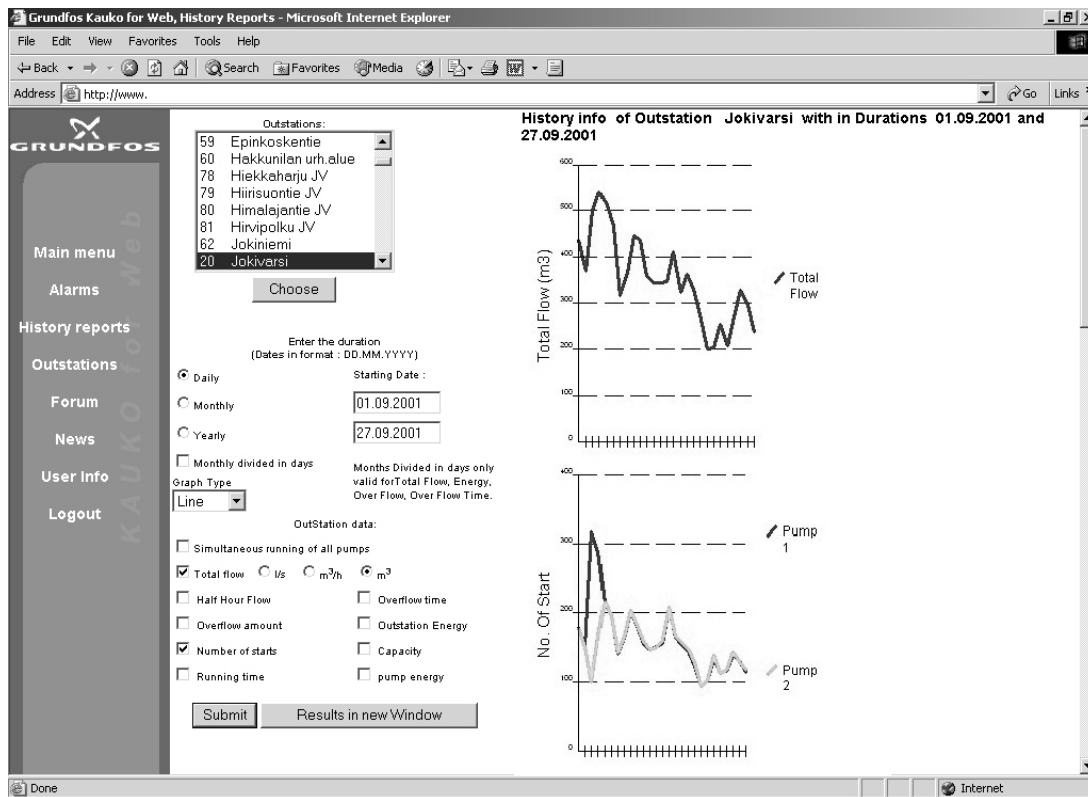 Grundfos Kauko for Web, History Reports - Microsoft Internet Explorer
File Edit View Favorites Tools Help
Back Search Favorites Media
Address http://www. Go Links
GRUNDFOS
KAUKO for Web
Main menu
Alarms
History reports
Outstations
Forum
News
User Info
Logout
Outstations:
59 Epinkoskentie
60 Hakkunilan urh.alue
78 Hiekkaharju JV
79 Hiirisuontie JV
80 Himalajantie JV
81 Hirvipolku JV
62 Jokiniemi
20 Jokivarsi
Choose
Enter the duration
(Dates in format : DD.MM.YYYY)
Daily Starting Date :
Monthly 01.09.2001
Yearly 27.09.2001
Monthly divided in days
Months Divided in days only
valid forTotal Flow, Energy,
Over Flow, Over Flow Time.
Graph Type
Line
OutStation data:
Simultaneous running of all pumps
Total flow l/s m³/h m³
Half Hour Flow Overflow time
Overflow amount Outstation Energy
Number of starts Capacity
Running time pump energy
Submit Results in new Window
History info of Outstation Jokivarsi with in Durations 01.09.2001 and
27.09.2001
Total Flow (m3)
600
500
400
300
200
100
0
Total
Flow
No. Of Start
400
300
200
100
0
Pump
1
Pump
2
Done Internet